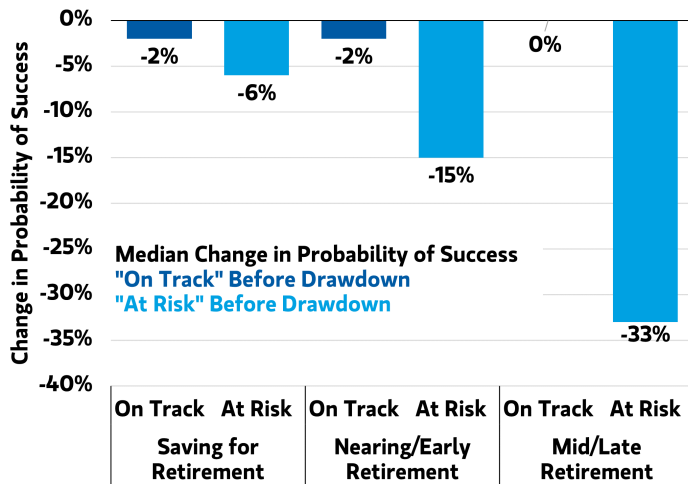 Change in Probability of Success
0%
-5%
-10%
-15%
-20%
-25%
-30%
-35%
-40%
-2%
-6%
-2%
-15%
0%
-33%
Median Change in Probability of Success
"On Track" Before Drawdown
"At Risk" Before Drawdown
On Track At Risk On Track At Risk On Track At Risk
Saving for
Retirement
Nearing/Early
Retirement
Mid/Late
Retirement